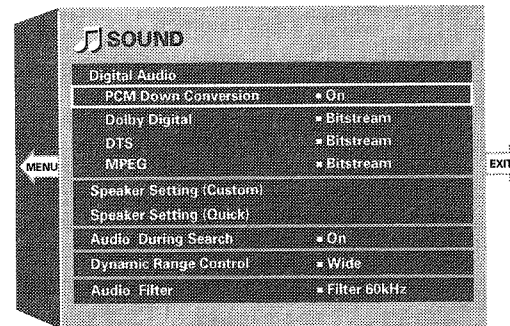 SOUND
Digital Audio
PCM Down Conversion ▪ On
Dolby Digital ▪ Bitstream
DTS ▪ Bitstream
MPEG ▪ Bitstream
MENU
EXIT
Speaker Setting (Custom)
Speaker Setting (Quick)
Audio During Search ▪ On
Dynamic Range Control ▪ Wide
Audio Filter ▪ Filter 60kHz